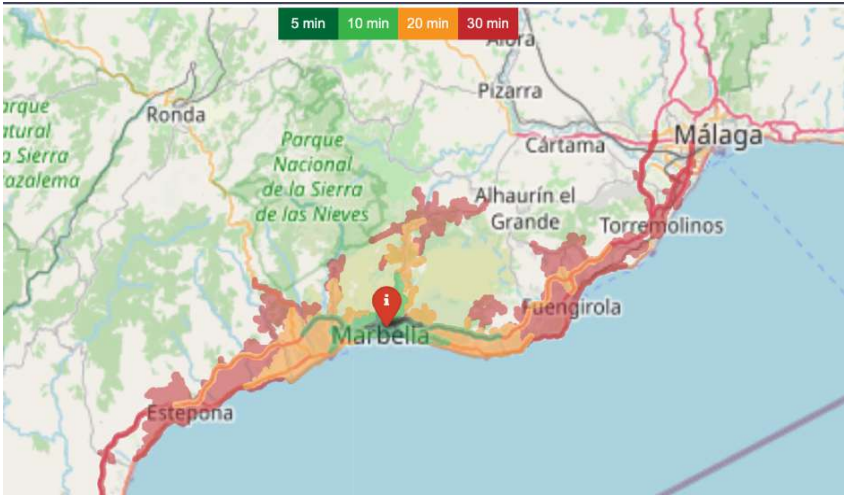 5 min 10 min 20 min 30 min
Álora
Pizarra
Ronda
Málaga
Cártama
arque
atural
a Sierra
azalema
Parque
Nacional
de la Sierra
de las Nieves
Alhaurín el
Grande
Torremolinos
i
Fuengirola
Marbella
Estepona